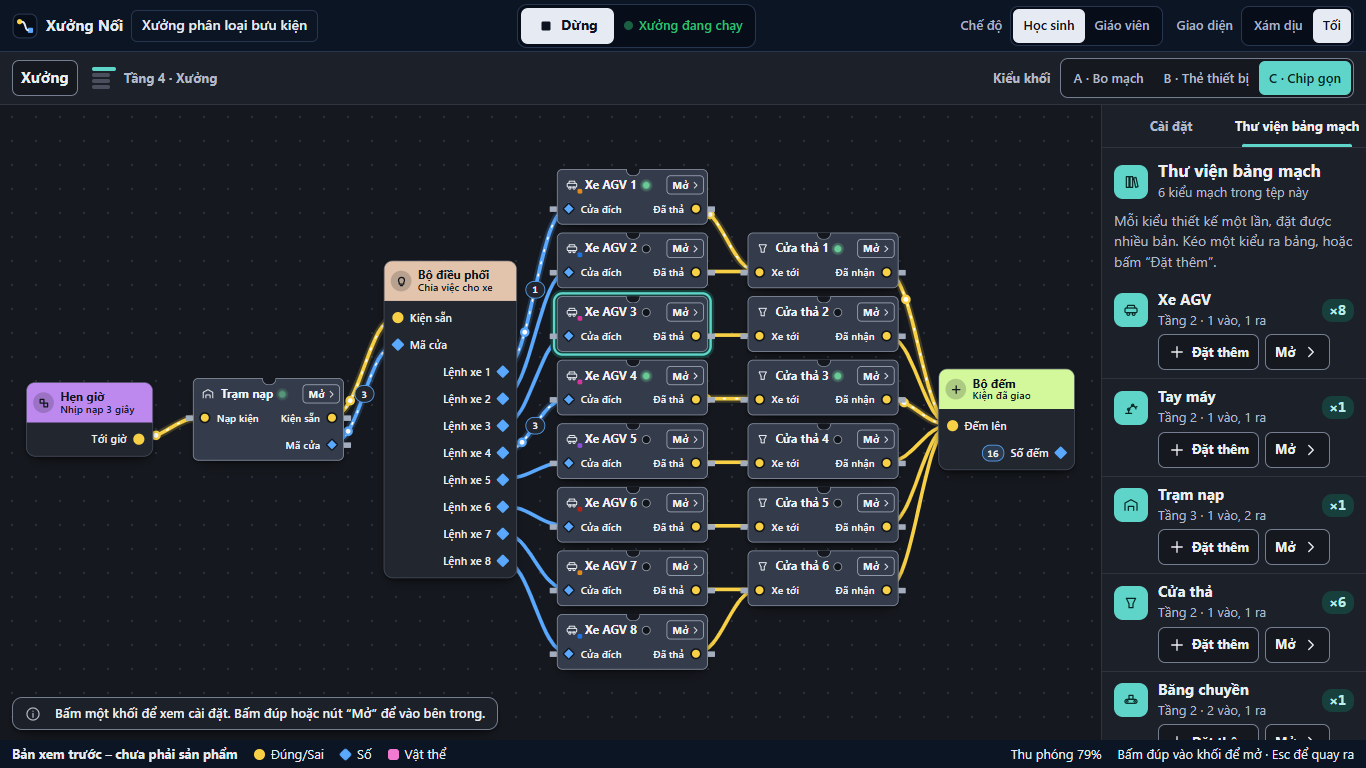 Xưởng Nối
Xưởng phân loại bưu kiện
Dừng
Xưởng đang chạy
Chế độ
Học sinh
Giáo viên
Giao diện
Xám dịu
Tối
Xưởng
Tầng 4 · Xưởng
Kiểu khối
A · Bo mạch
B · Thẻ thiết bị
C · Chip gọn
Hẹn giờ
Nhịp nạp 3 giây
Tới giờ
Trạm nạp
Mở
Nạp kiện
Kiện sẵn
Mã cửa
3
Bộ điều phối
Chia việc cho xe
Kiện sẵn
Mã cửa
Lệnh xe 1
Lệnh xe 2
Lệnh xe 3
Lệnh xe 4
Lệnh xe 5
Lệnh xe 6
Lệnh xe 7
Lệnh xe 8
1
3
Xe AGV 1
Mở
Cửa đích
Đã thả
Xe AGV 2
Mở
Cửa đích
Đã thả
Xe AGV 3
Mở
Cửa đích
Đã thả
Xe AGV 4
Mở
Cửa đích
Đã thả
Xe AGV 5
Mở
Cửa đích
Đã thả
Xe AGV 6
Mở
Cửa đích
Đã thả
Xe AGV 7
Mở
Cửa đích
Đã thả
Xe AGV 8
Mở
Cửa đích
Đã thả
Cửa thả 1
Mở
Xe tới
Đã nhận
Cửa thả 2
Mở
Xe tới
Đã nhận
Cửa thả 3
Mở
Xe tới
Đã nhận
Cửa thả 4
Mở
Xe tới
Đã nhận
Cửa thả 5
Mở
Xe tới
Đã nhận
Cửa thả 6
Mở
Xe tới
Đã nhận
Bộ đếm
Kiện đã giao
Đếm lên
16
Số đếm
Cài đặt
Thư viện bảng mạch
Thư viện bảng mạch
6 kiểu mạch trong tệp này
Mỗi kiểu thiết kế một lần, đặt được
nhiều bản. Kéo một kiểu ra bảng, hoặc
bấm “Đặt thêm”.
Xe AGV
Tầng 2 · 1 vào, 1 ra
×8
Đặt thêm
Mở
Tay máy
Tầng 2 · 1 vào, 1 ra
×1
Đặt thêm
Mở
Trạm nạp
Tầng 3 · 1 vào, 2 ra
×1
Đặt thêm
Mở
Cửa thả
Tầng 2 · 1 vào, 1 ra
×6
Đặt thêm
Mở
Băng chuyền
Tầng 2 · 2 vào, 1 ra
×1
Đặt thêm
Mở
Bấm một khối để xem cài đặt. Bấm đúp hoặc nút “Mở” để vào bên trong.
Bản xem trước – chưa phải sản phẩm
Đúng/Sai
Số
Vật thể
Thu phóng 79%
Bấm đúp vào khối để mở · Esc để quay ra